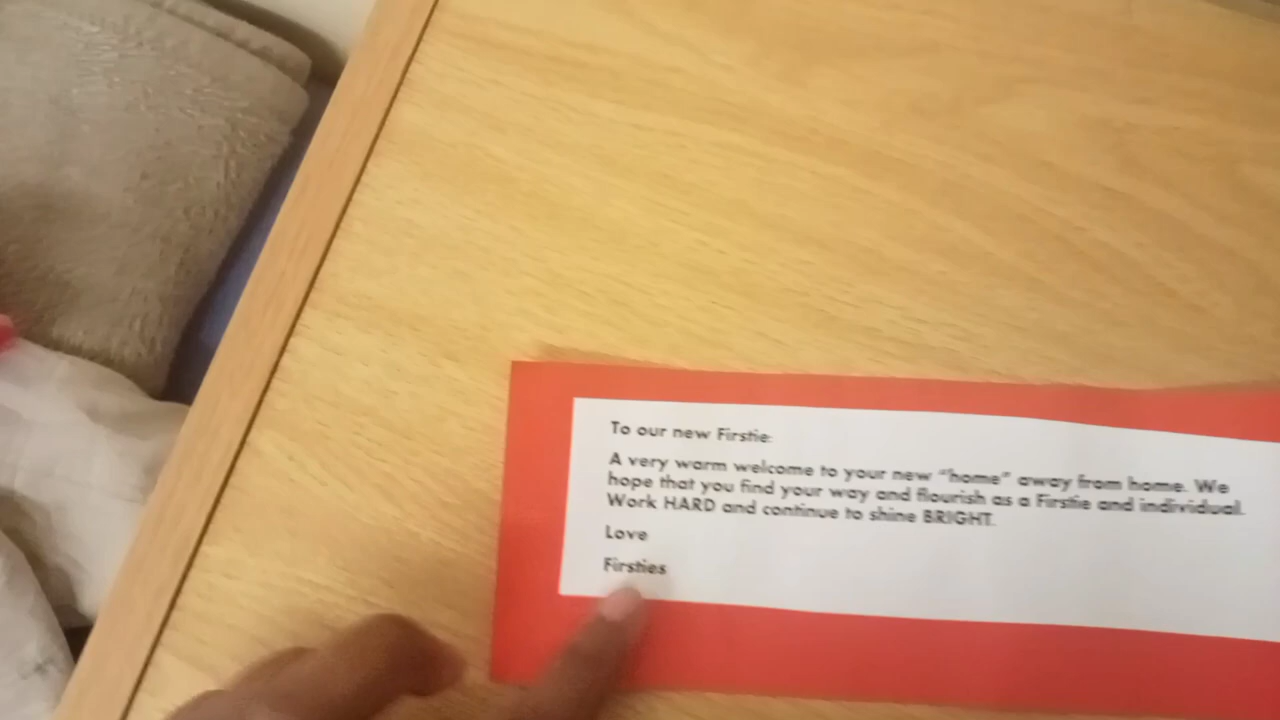 To our new Firstie:
A very warm welcome to your new "home" away from home. We
hope that you find your way and flourish as a Firstie and individual.
Work HARD and continue to shine BRIGHT.
Love
Firsties